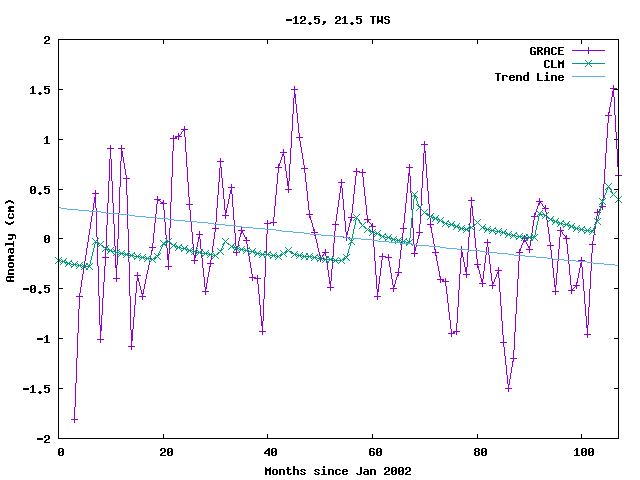 -12.5, 21.5 TWS
GRACE
CLM
Trend Line
2
1.5
1
0.5
0
-0.5
-1
-1.5
-2
Anomaly (cm)
0 20 40 60 80 100
Months since Jan 2002